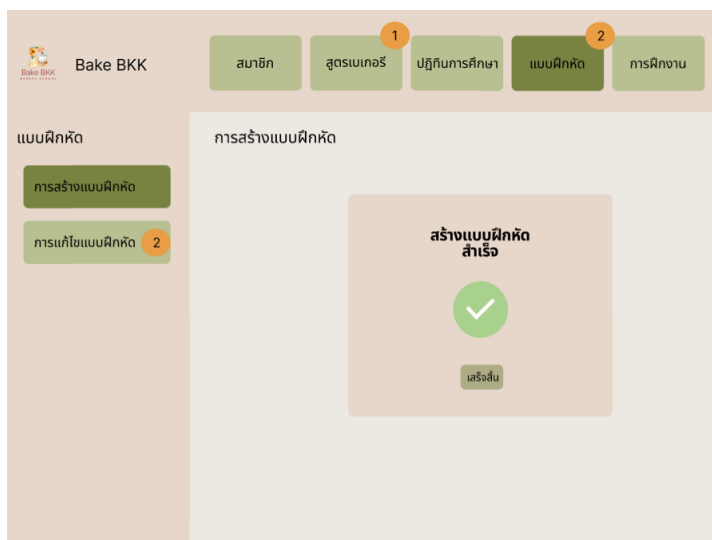 Bake BKK
BAKERY SCHOOL
Bake BKK
สมาชิก
สูตรเบเกอรี
1
ปฏิทินการศึกษา
แบบฝึกหัด
2
การฝึกงาน
แบบฝึกหัด
การสร้างแบบฝึกหัด
การแก้ไขแบบฝึกหัด 2
การสร้างแบบฝึกหัด
สร้างแบบฝึกหัด
สำเร็จ
เสร็จสิ้น